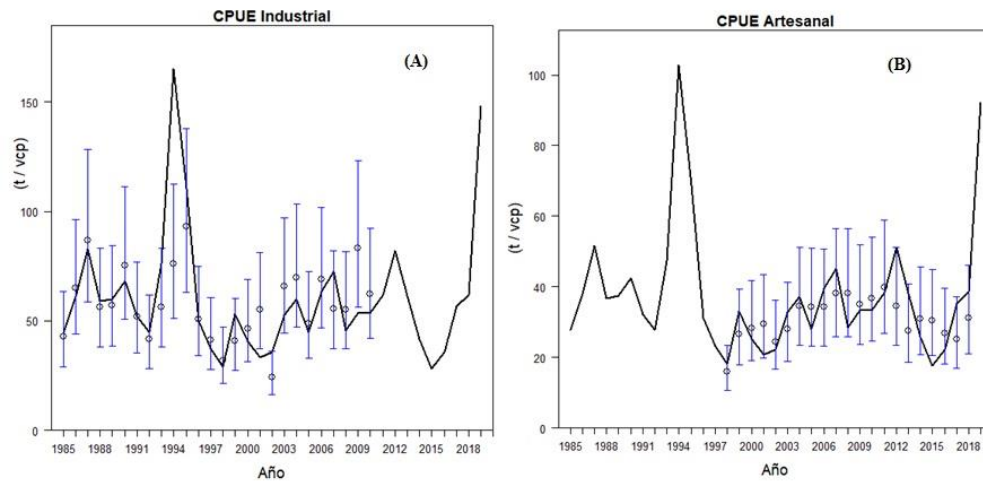 CPUE Industrial
(A)
(t / vcp)
150
100
50
0
1985 1988 1991 1994 1997 2000 2003 2006 2009 2012 2015 2018
Año
CPUE Artesanal
(B)
(t / vcp)
100
80
60
40
20
0
1985 1988 1991 1994 1997 2000 2003 2006 2009 2012 2015 2018
Año